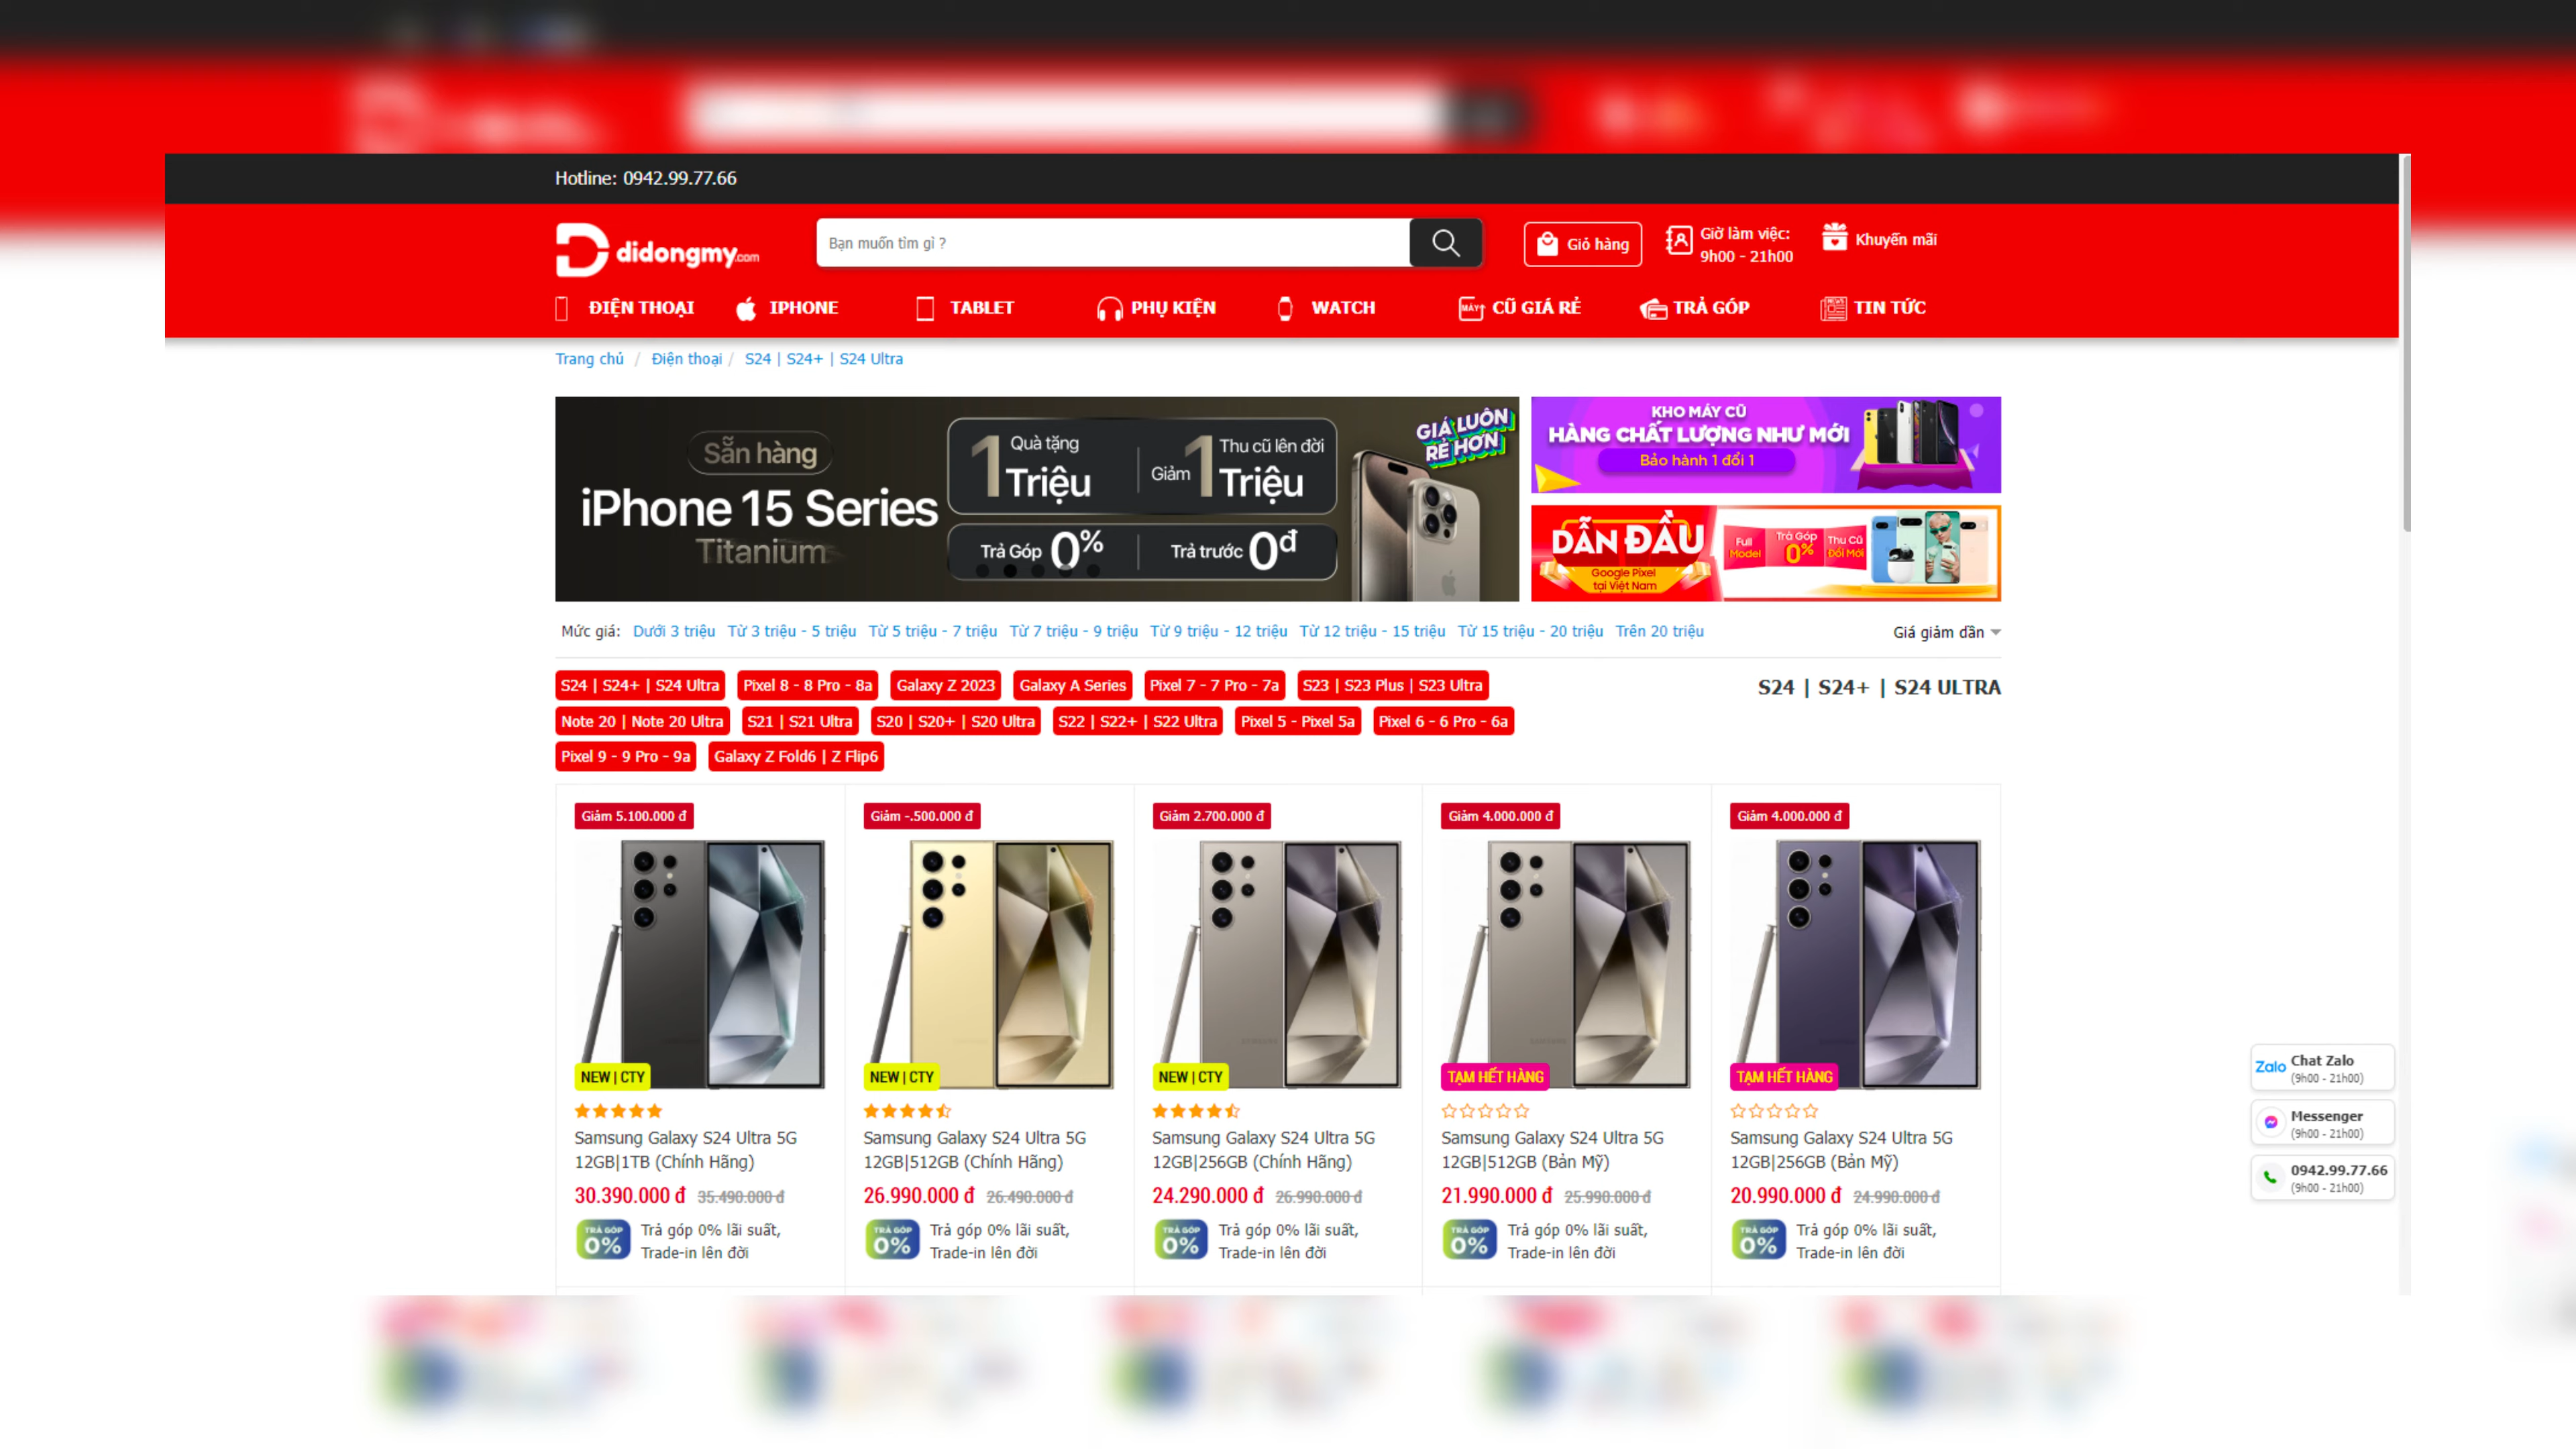 Hotline: 0942.99.77.66
didongmy.com
Bạn muốn tìm gì ?
Giỏ hàng
Giờ làm việc:
9h00 - 21h00
Khuyến mãi
ĐIỆN THOẠI IPHONE TABLET PHỤ KIỆN WATCH MÁY CŨ GIÁ RẺ TRẢ GÓP TIN TỨC
Trang chủ / Điện thoại / S24 | S24+ | S24 Ultra
Sẵn hàng
iPhone 15 Series
Titanium
1 Quà tặng
Triệu
Giảm 1 Thu cũ lên đời
Triệu
Trả Góp 0%
Trả trước 0đ
GIÁ LUÔN
RẺ HƠN
KHO MÁY CŨ
HÀNG CHẤT LƯỢNG NHƯ MỚI
Bảo hành 1 đổi 1
DẪN ĐẦU
Google Pixel
tại Việt Nam
Full
Model
Trả Góp
0%
Thu Cũ
Đổi Mới
Mức giá: Dưới 3 triệu Từ 3 triệu - 5 triệu Từ 5 triệu - 7 triệu Từ 7 triệu - 9 triệu Từ 9 triệu - 12 triệu Từ 12 triệu - 15 triệu Từ 15 triệu - 20 triệu Trên 20 triệu
Giá giảm dần
S24 | S24+ | S24 Ultra Pixel 8 - 8 Pro - 8a Galaxy Z 2023 Galaxy A Series Pixel 7 - 7 Pro - 7a S23 | S23 Plus | S23 Ultra
S24 | S24+ | S24 ULTRA
Note 20 | Note 20 Ultra S21 | S21 Ultra S20 | S20+ | S20 Ultra S22 | S22+ | S22 Ultra Pixel 5 - Pixel 5a Pixel 6 - 6 Pro - 6a
Pixel 9 - 9 Pro - 9a Galaxy Z Fold6 | Z Flip6
Giảm 5.100.000 đ
NEW | CTY
Samsung Galaxy S24 Ultra 5G
12GB|1TB (Chính Hãng)
30.390.000 đ 35.490.000 đ
TRẢ GÓP
0%
Trả góp 0% lãi suất,
Trade-in lên đời
Giảm -.500.000 đ
NEW | CTY
Samsung Galaxy S24 Ultra 5G
12GB|512GB (Chính Hãng)
26.990.000 đ 26.490.000 đ
TRẢ GÓP
0%
Trả góp 0% lãi suất,
Trade-in lên đời
Giảm 2.700.000 đ
NEW | CTY
Samsung Galaxy S24 Ultra 5G
12GB|256GB (Chính Hãng)
24.290.000 đ 26.990.000 đ
TRẢ GÓP
0%
Trả góp 0% lãi suất,
Trade-in lên đời
Giảm 4.000.000 đ
TẠM HẾT HÀNG
Samsung Galaxy S24 Ultra 5G
12GB|512GB (Bản Mỹ)
21.990.000 đ 25.990.000 đ
TRẢ GÓP
0%
Trả góp 0% lãi suất,
Trade-in lên đời
Giảm 4.000.000 đ
TẠM HẾT HÀNG
Samsung Galaxy S24 Ultra 5G
12GB|256GB (Bản Mỹ)
20.990.000 đ 24.990.000 đ
TRẢ GÓP
0%
Trả góp 0% lãi suất,
Trade-in lên đời
Zalo
Chat Zalo
(9h00 - 21h00)
Messenger
(9h00 - 21h00)
0942.99.77.66
(9h00 - 21h00)